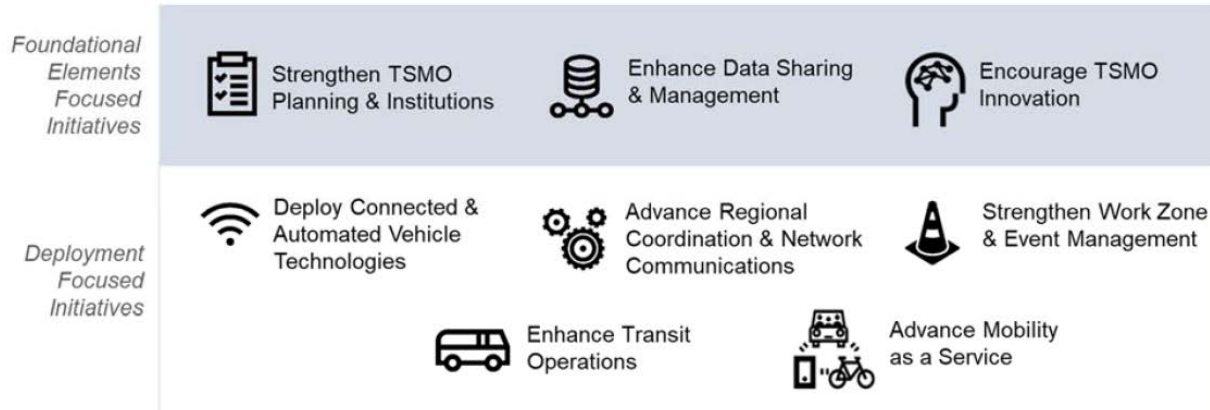 Foundational
Elements
Focused
Initiatives
Strengthen TSMO
Planning & Institutions
Enhance Data Sharing
& Management
Encourage TSMO
Innovation
Deployment
Focused
Initiatives
Deploy Connected &
Automated Vehicle
Technologies
Advance Regional
Coordination & Network
Communications
Strengthen Work Zone
& Event Management
Enhance Transit
Operations
Advance Mobility
as a Service